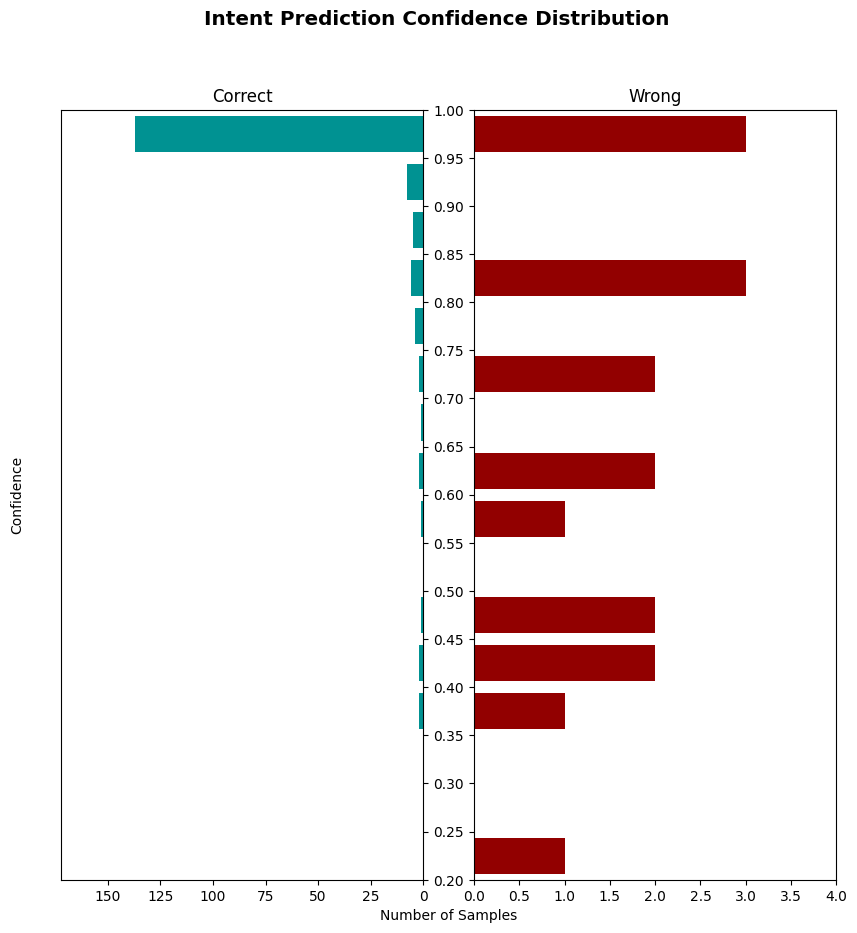 Intent Prediction Confidence Distribution
Correct
Wrong
1.00
0.95
0.90
0.85
0.80
0.75
0.70
0.65
0.60
0.55
0.50
0.45
0.40
0.35
0.30
0.25
0.20
Confidence
150 125 100 75 50 25 0
0.0 0.5 1.0 1.5 2.0 2.5 3.0 3.5 4.0
Number of Samples